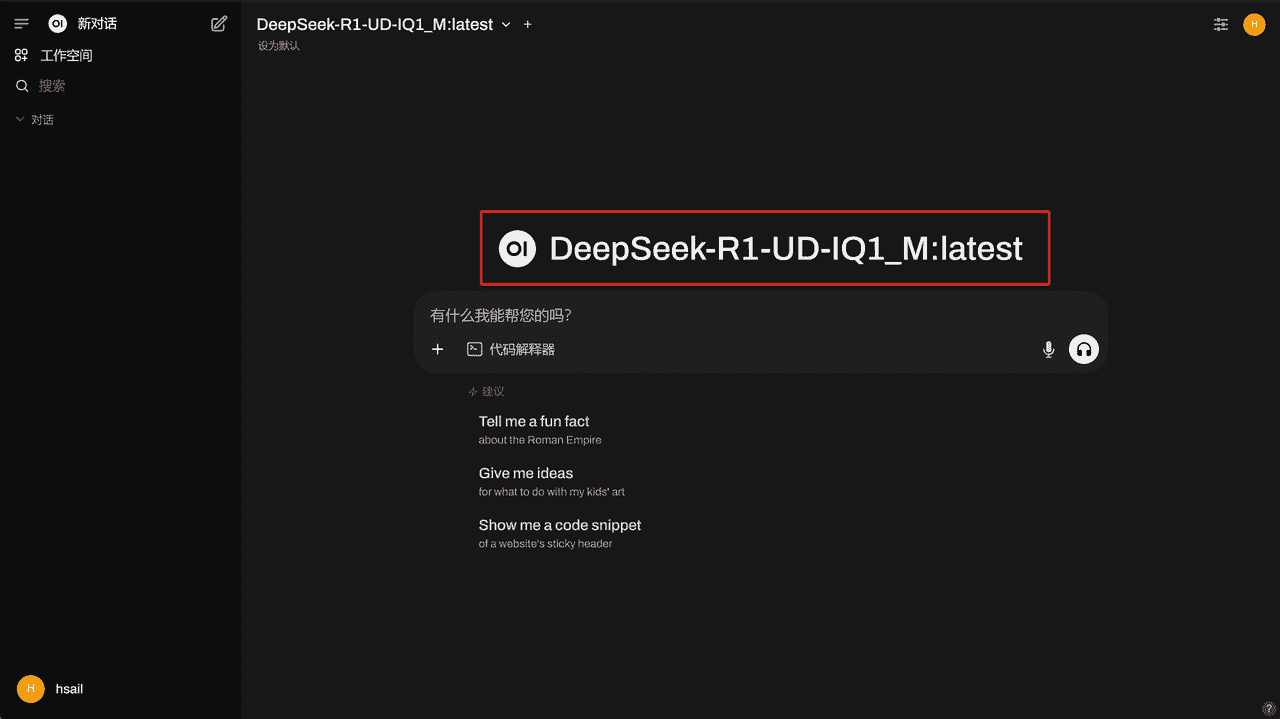 OI 新对话
工作空间
搜索
对话
hsail
H
DeepSeek-R1-UD-IQ1_M:latest
设为默认
H
OI DeepSeek-R1-UD-IQ1_M:latest
有什么我能帮您的吗?
代码解释器
建议
Tell me a fun fact
about the Roman Empire
Give me ideas
for what to do with my kids' art
Show me a code snippet
of a website's sticky header
?